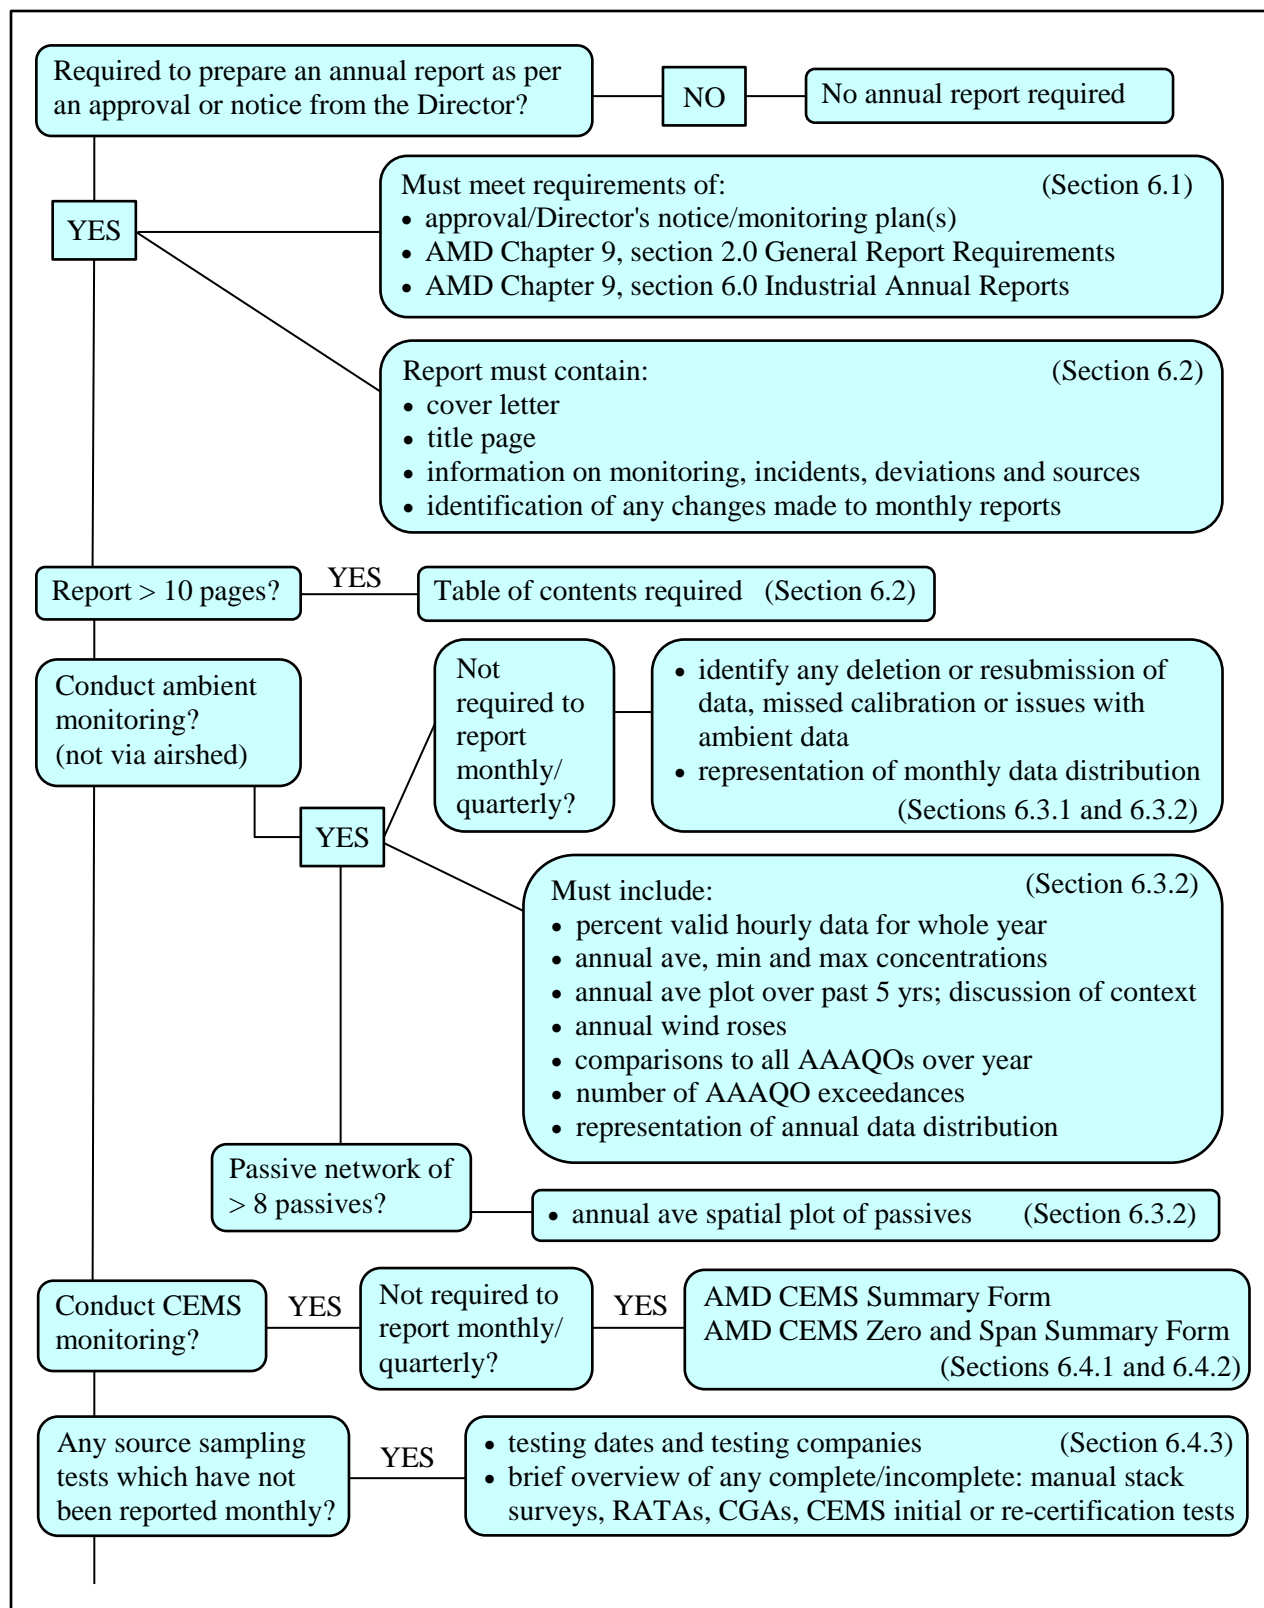 Required to prepare an annual report as per
an approval or notice from the Director?
NO
No annual report required
YES
Must meet requirements of: (Section 6.1)
• approval/Director's notice/monitoring plan(s)
• AMD Chapter 9, section 2.0 General Report Requirements
• AMD Chapter 9, section 6.0 Industrial Annual Reports
Report must contain: (Section 6.2)
• cover letter
• title page
• information on monitoring, incidents, deviations and sources
• identification of any changes made to monthly reports
Report > 10 pages?
YES
Table of contents required (Section 6.2)
Conduct ambient
monitoring?
(not via airshed)
YES
Not
required to
report
monthly/
quarterly?
• identify any deletion or resubmission of
data, missed calibration or issues with
ambient data
• representation of monthly data distribution
(Sections 6.3.1 and 6.3.2)
Must include: (Section 6.3.2)
• percent valid hourly data for whole year
• annual ave, min and max concentrations
• annual ave plot over past 5 yrs; discussion of context
• annual wind roses
• comparisons to all AAAQOs over year
• number of AAAQO exceedances
• representation of annual data distribution
Passive network of
> 8 passives?
• annual ave spatial plot of passives (Section 6.3.2)
Conduct CEMS
monitoring?
YES
Not required to
report monthly/
quarterly?
YES
AMD CEMS Summary Form
AMD CEMS Zero and Span Summary Form
(Sections 6.4.1 and 6.4.2)
Any source sampling
tests which have not
been reported monthly?
YES
• testing dates and testing companies (Section 6.4.3)
• brief overview of any complete/incomplete: manual stack
surveys, RATAs, CGAs, CEMS initial or re-certification tests